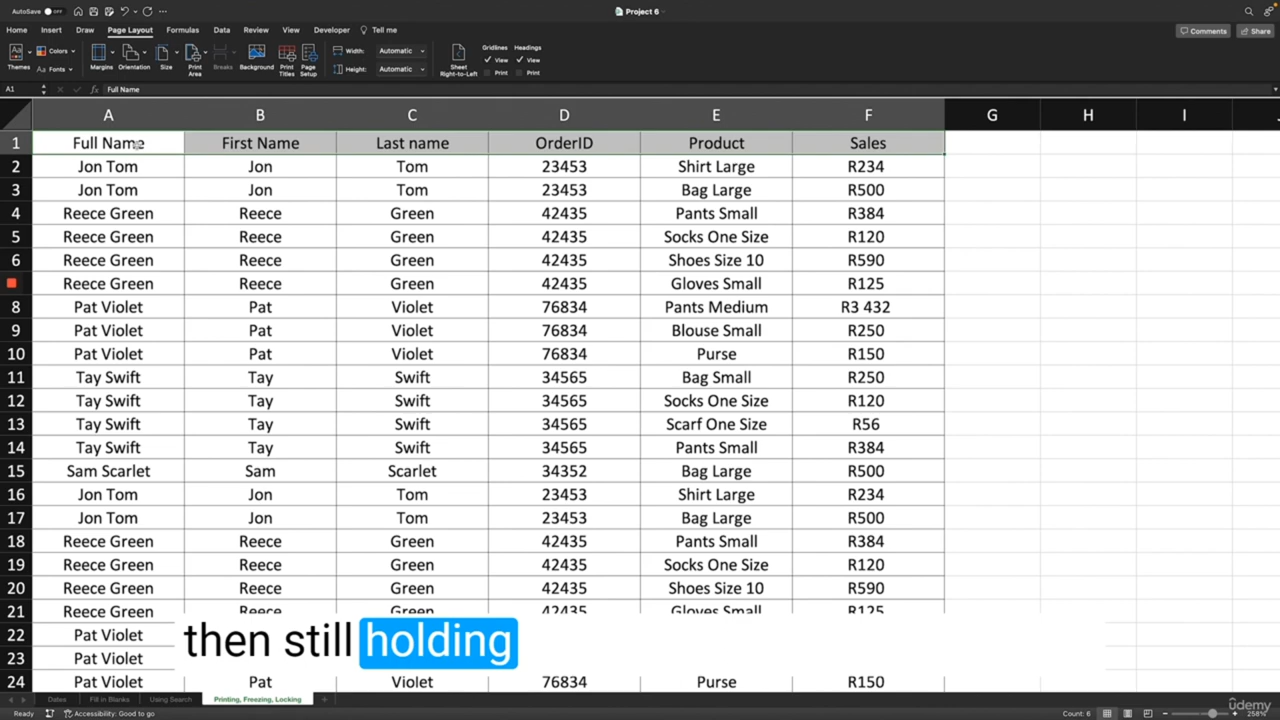 AutoSave OFF
Project 6
Home Insert Draw Page Layout Formulas Data Review View Developer Tell me
Comments Share
Themes Colors Fonts Margins Orientation Size Print Area Breaks Background Print Titles Page Setup Width: Automatic Height: Automatic Sheet Right-to-Left Gridlines View Print Headings View Print
A1 fx Full Name
A B C D E F G H I
1 Full Name First Name Last name OrderID Product Sales
2 Jon Tom Jon Tom 23453 Shirt Large R234
3 Jon Tom Jon Tom 23453 Bag Large R500
4 Reece Green Reece Green 42435 Pants Small R384
5 Reece Green Reece Green 42435 Socks One Size R120
6 Reece Green Reece Green 42435 Shoes Size 10 R590
Reece Green Reece Green 42435 Gloves Small R125
8 Pat Violet Pat Violet 76834 Pants Medium R3 432
9 Pat Violet Pat Violet 76834 Blouse Small R250
10 Pat Violet Pat Violet 76834 Purse R150
11 Tay Swift Tay Swift 34565 Bag Small R250
12 Tay Swift Tay Swift 34565 Socks One Size R120
13 Tay Swift Tay Swift 34565 Scarf One Size R56
14 Tay Swift Tay Swift 34565 Pants Small R384
15 Sam Scarlet Sam Scarlet 34352 Bag Large R500
16 Jon Tom Jon Tom 23453 Shirt Large R234
17 Jon Tom Jon Tom 23453 Bag Large R500
18 Reece Green Reece Green 42435 Pants Small R384
19 Reece Green Reece Green 42435 Socks One Size R120
20 Reece Green Reece Green 42435 Shoes Size 10 R590
21 Reece Green Reece Green 42435 Gloves Small R125
22 Pat Violet
then still holding
23 Pat Violet
24 Pat Violet Pat Violet 76834 Purse R150
Dates Fill in Blanks Using Search Printing, Freezing, Locking +
Ready Accessibility: Good to go Count: 6 258%
udemy